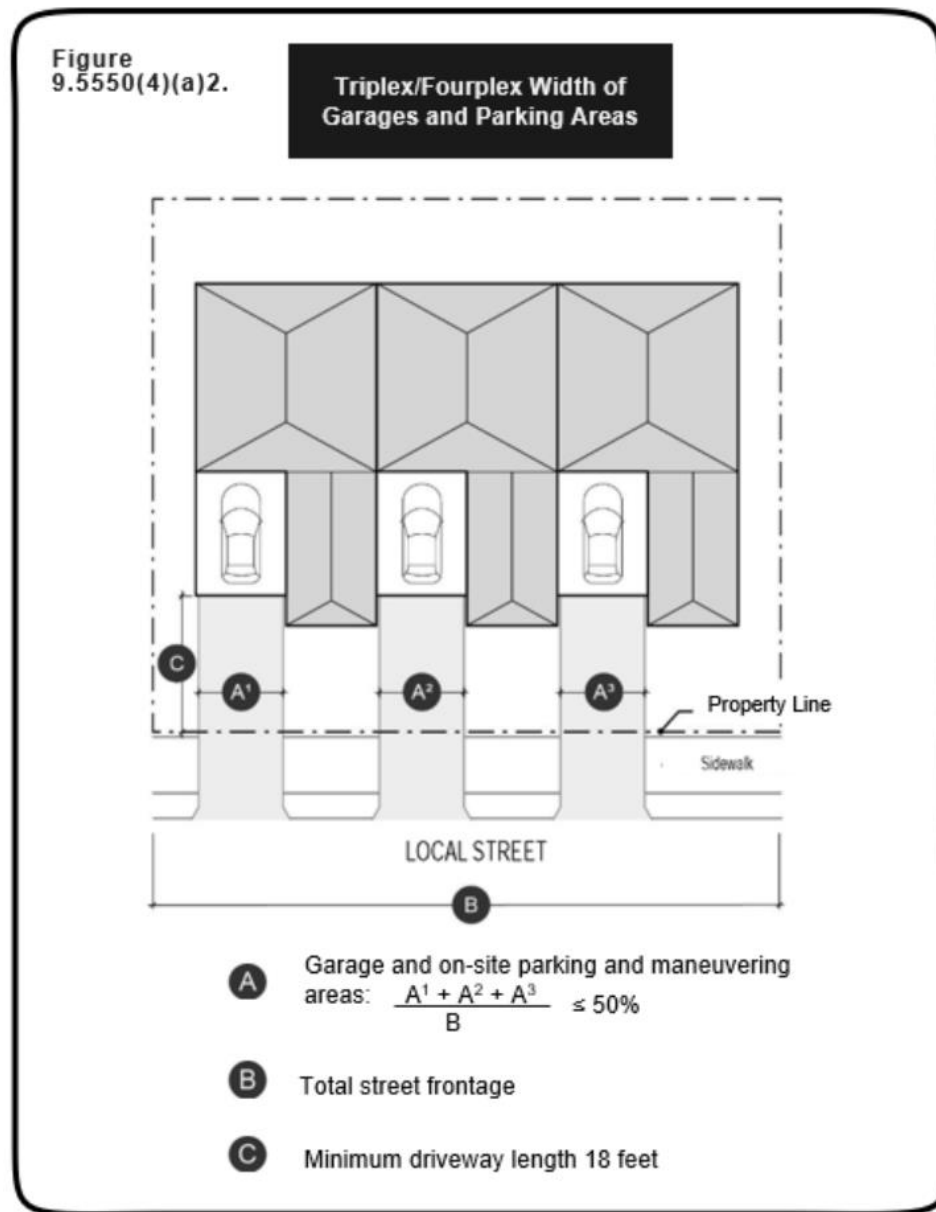 Figure
9.5550(4)(a)2.
Triplex/Fourplex Width of
Garages and Parking Areas
C
A¹
A²
A³
Property Line
Sidewalk
LOCAL STREET
B
A
Garage and on-site parking and maneuvering
areas: A¹ + A² + A³ / B ≤ 50%
B
Total street frontage
C
Minimum driveway length 18 feet